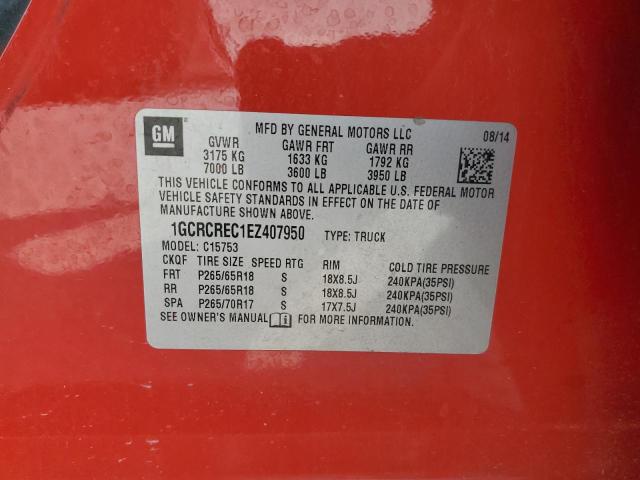 GM
MFD BY GENERAL MOTORS LLC 08/14
GVWR GAWR FRT GAWR RR
3175 KG 1633 KG 1792 KG
7000 LB 3600 LB 3950 LB
THIS VEHICLE CONFORMS TO ALL APPLICABLE U.S. FEDERAL MOTOR
VEHICLE SAFETY STANDARDS IN EFFECT ON THE DATE OF
MANUFACTURE SHOWN ABOVE.
1GCRCREC1EZ407950 TYPE: TRUCK
MODEL: C15753
CKQF TIRE SIZE SPEED RTG RIM COLD TIRE PRESSURE
FRT P265/65R18 S 18X8.5J 240KPA(35PSI)
RR P265/65R18 S 18X8.5J 240KPA(35PSI)
SPA P265/70R17 S 17X7.5J 240KPA(35PSI)
SEE OWNER'S MANUAL i FOR MORE INFORMATION.